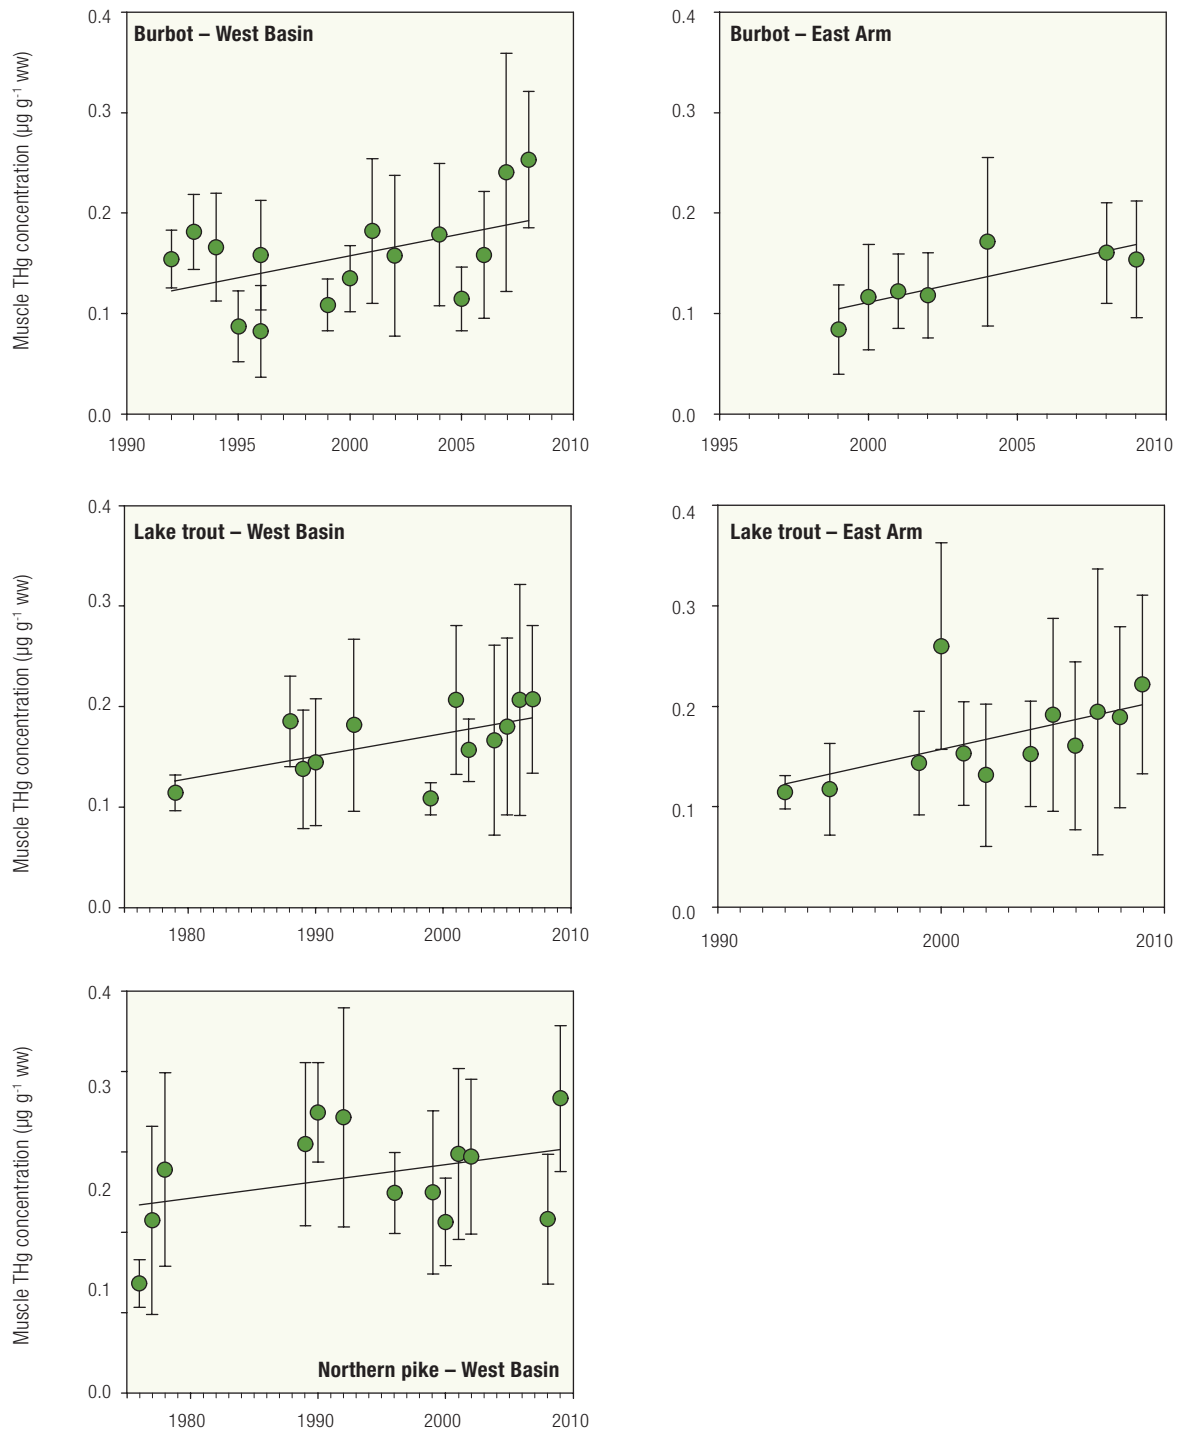 Muscle THg concentration (µg g-1 ww)
Burbot – West Basin
0.4
0.3
0.2
0.1
0.0
1990 1995 2000 2005 2010
Burbot – East Arm
0.4
0.3
0.2
0.1
0.0
1995 2000 2005 2010
Muscle THg concentration (µg g-1 ww)
Lake trout – West Basin
0.4
0.3
0.2
0.1
0.0
1980 1990 2000 2010
Lake trout – East Arm
0.4
0.3
0.2
0.1
0.0
1990 2000 2010
Muscle THg concentration (µg g-1 ww)
0.4
0.3
0.2
0.1
0.0
Northern pike – West Basin
1980 1990 2000 2010